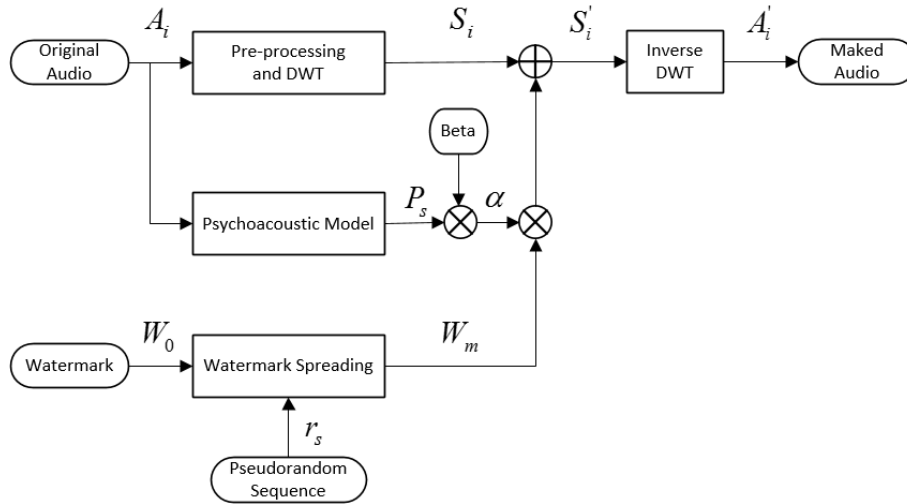 A_i
S_i
S_i'
A_i'
Original
Audio
Pre-processing
and DWT
Inverse
DWT
Maked
Audio
Beta
Psychoacoustic Model
P_s
α
W_0
W_m
Watermark
Watermark Spreading
r_s
Pseudorandom
Sequence